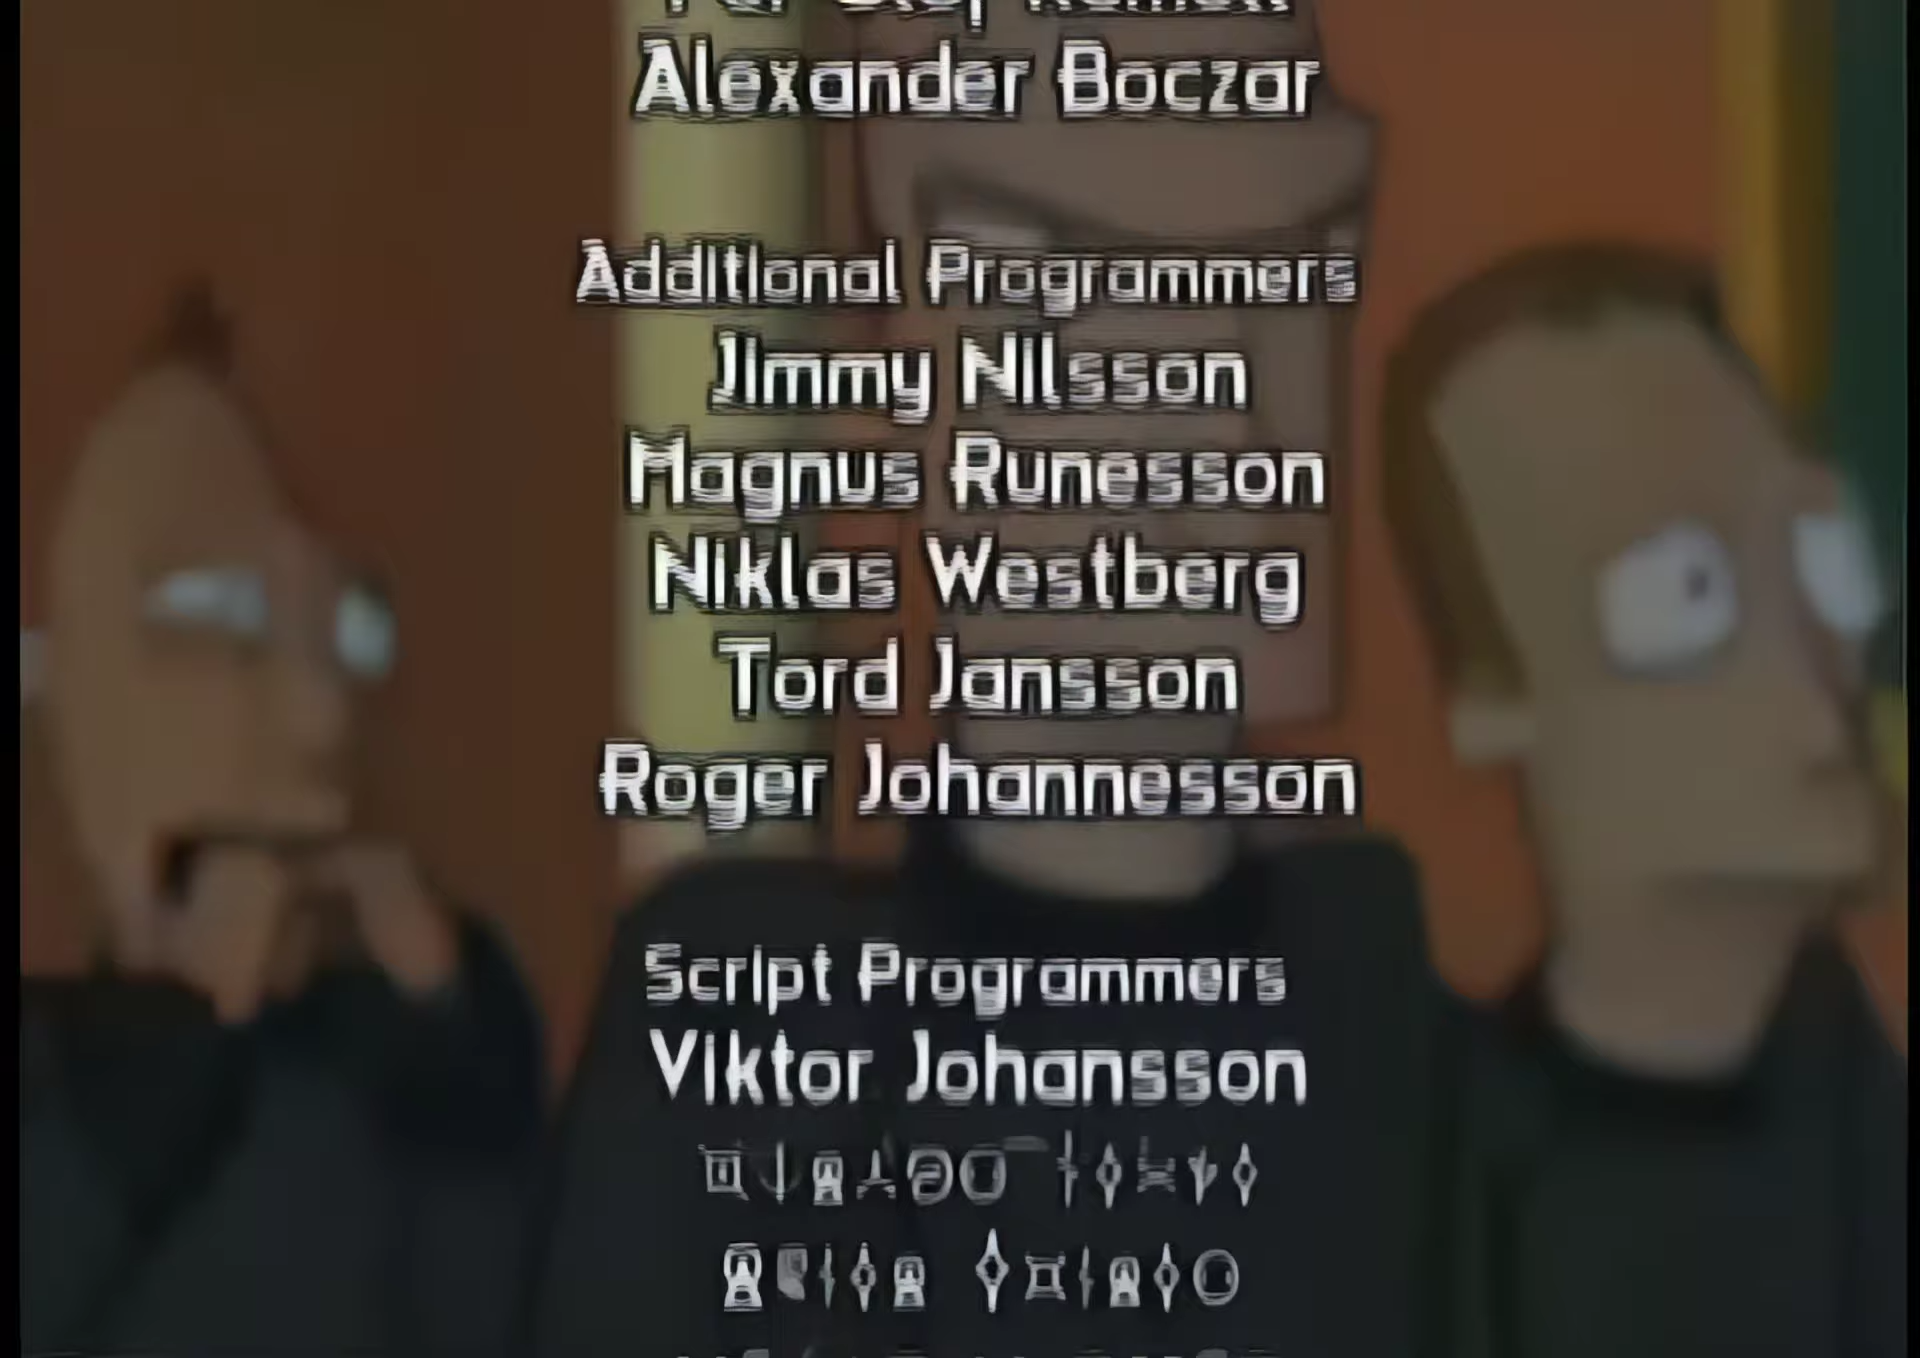 Alexander Boczar
Additional Programmers
Jimmy Nilsson
Magnus Runesson
Niklas Westberg
Tord Jansson
Roger Johannesson
Script Programmers
Viktor Johansson